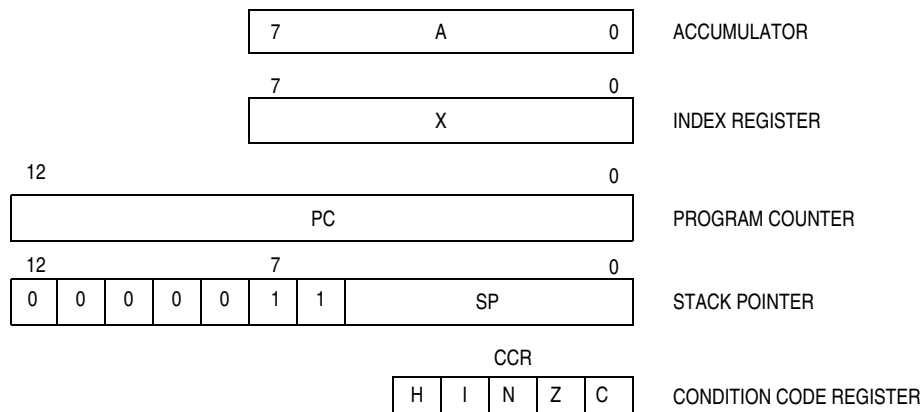 7 A 0 ACCUMULATOR
7 0
X INDEX REGISTER
12 0
PC PROGRAM COUNTER
12 7 0
0 0 0 0 0 1 1 SP STACK POINTER
CCR
H I N Z C CONDITION CODE REGISTER